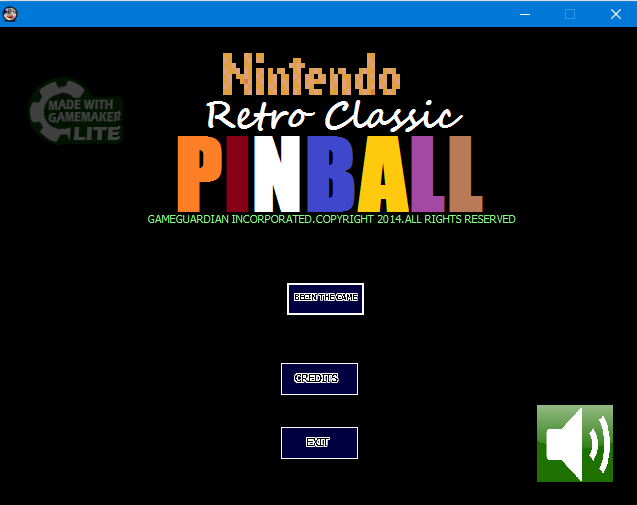 Nintendo
Retro Classic
PINBALL
GAMEGUARDIAN INCORPORATED.COPYRIGHT 2014.ALL RIGHTS RESERVED
MADE WITH
GAMEMAKER
LITE
BEGIN THE GAME
CREDITS
EXIT